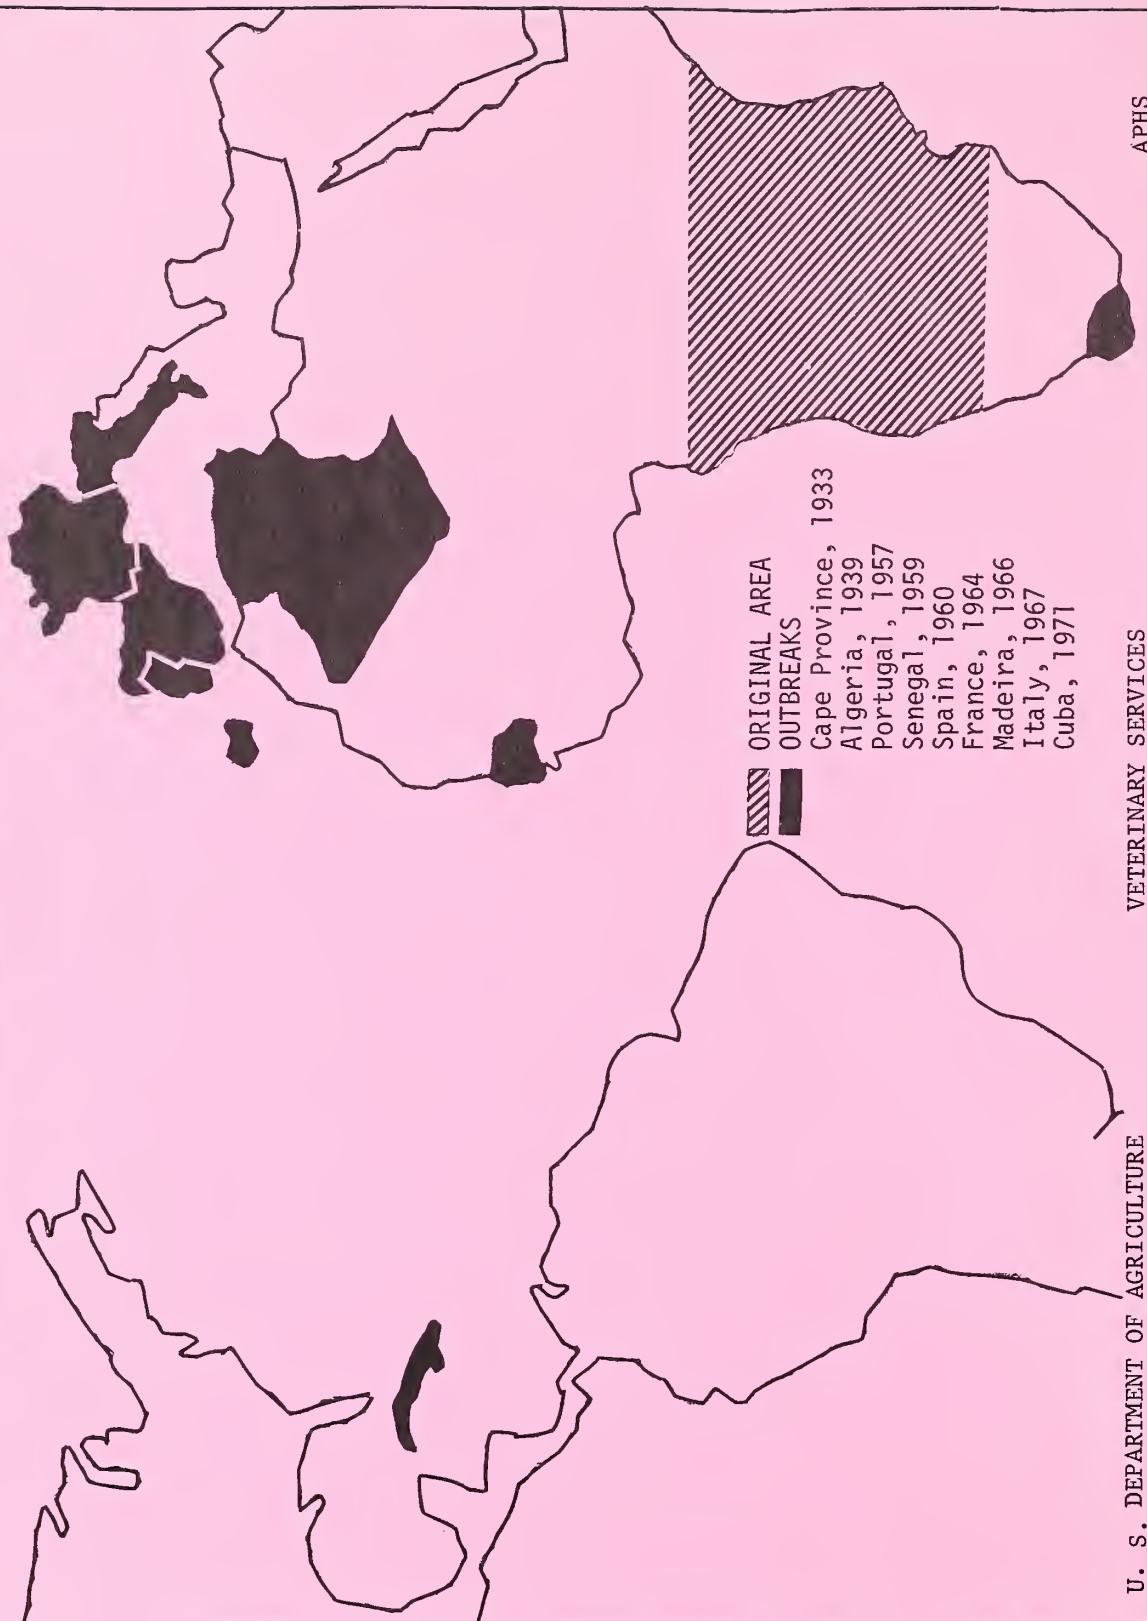 ORIGINAL AREA
OUTBREAKS
Cape Province, 1933
Algeria, 1939
Portugal, 1957
Senegal, 1959
Spain, 1960
France, 1964
Madeira, 1966
Italy, 1967
Cuba, 1971
U. S. DEPARTMENT OF AGRICULTURE VETERINARY SERVICES APHS